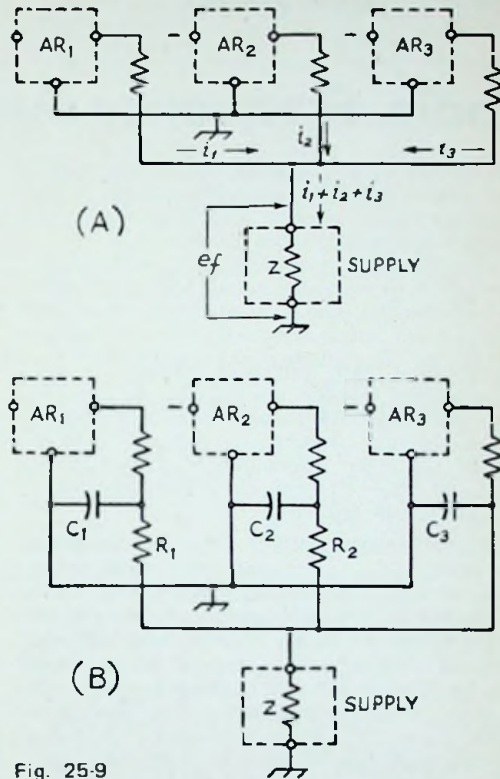 AR1 AR2 AR3
i1 i2 i3
i1 + i2 + i3
(A)
ef Z SUPPLY
AR1 AR2 AR3
C1 R1 C2 R2 C3
(B)
Z SUPPLY
Fig. 25-9